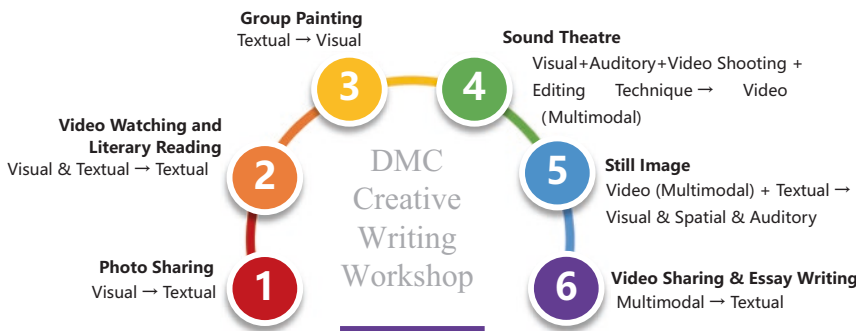 Photo Sharing
Visual → Textual
1
Video Watching and
Literary Reading
Visual & Textual → Textual
2
Group Painting
Textual → Visual
3
Sound Theatre
Visual+Auditory+Video Shooting +
Editing Technique → Video
(Multimodal)
4
Still Image
Video (Multimodal) + Textual →
Visual & Spatial & Auditory
5
Video Sharing & Essay Writing
Multimodal → Textual
6
DMC
Creative
Writing
Workshop